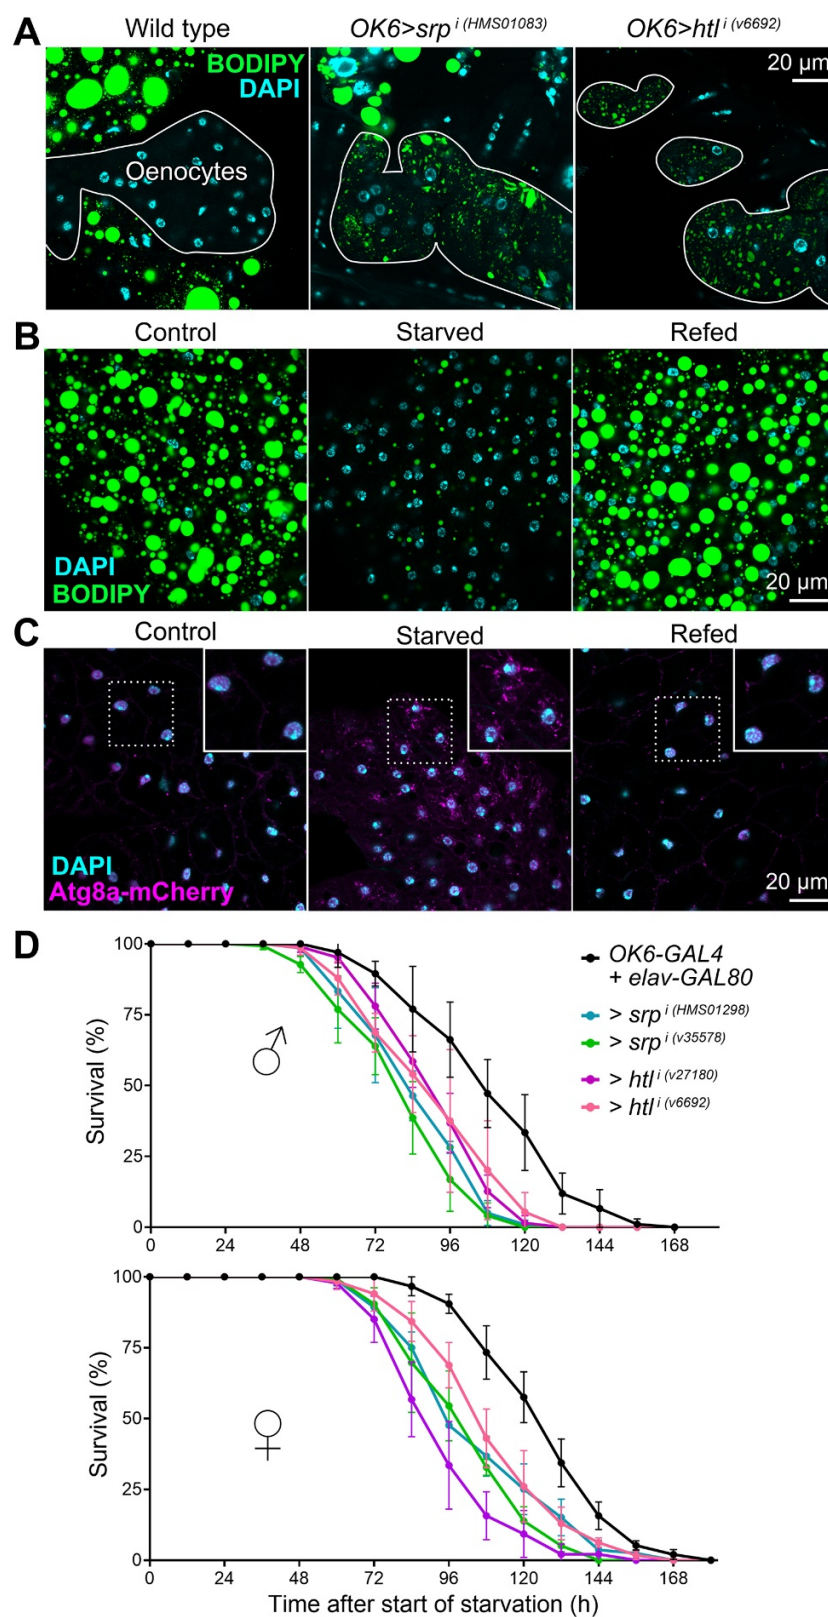 A
Wild type
OK6>srp i (HMS01083)
OK6>htl i (v6692)
BODIPY
DAPI
20 µm
Oenocytes
B
Control
Starved
Refed
DAPI
BODIPY
20 µm
C
Control
Starved
Refed
DAPI
Atg8a-mCherry
20 µm
D
100
75
50
25
0
Survival (%)
♂
OK6-GAL4
+ elav-GAL80
> srp i (HMS01298)
> srp i (v35578)
> htl i (v27180)
> htl i (v6692)
0 24 48 72 96 120 144 168
100
75
50
25
0
Survival (%)
♀
0 24 48 72 96 120 144 168
Time after start of starvation (h)